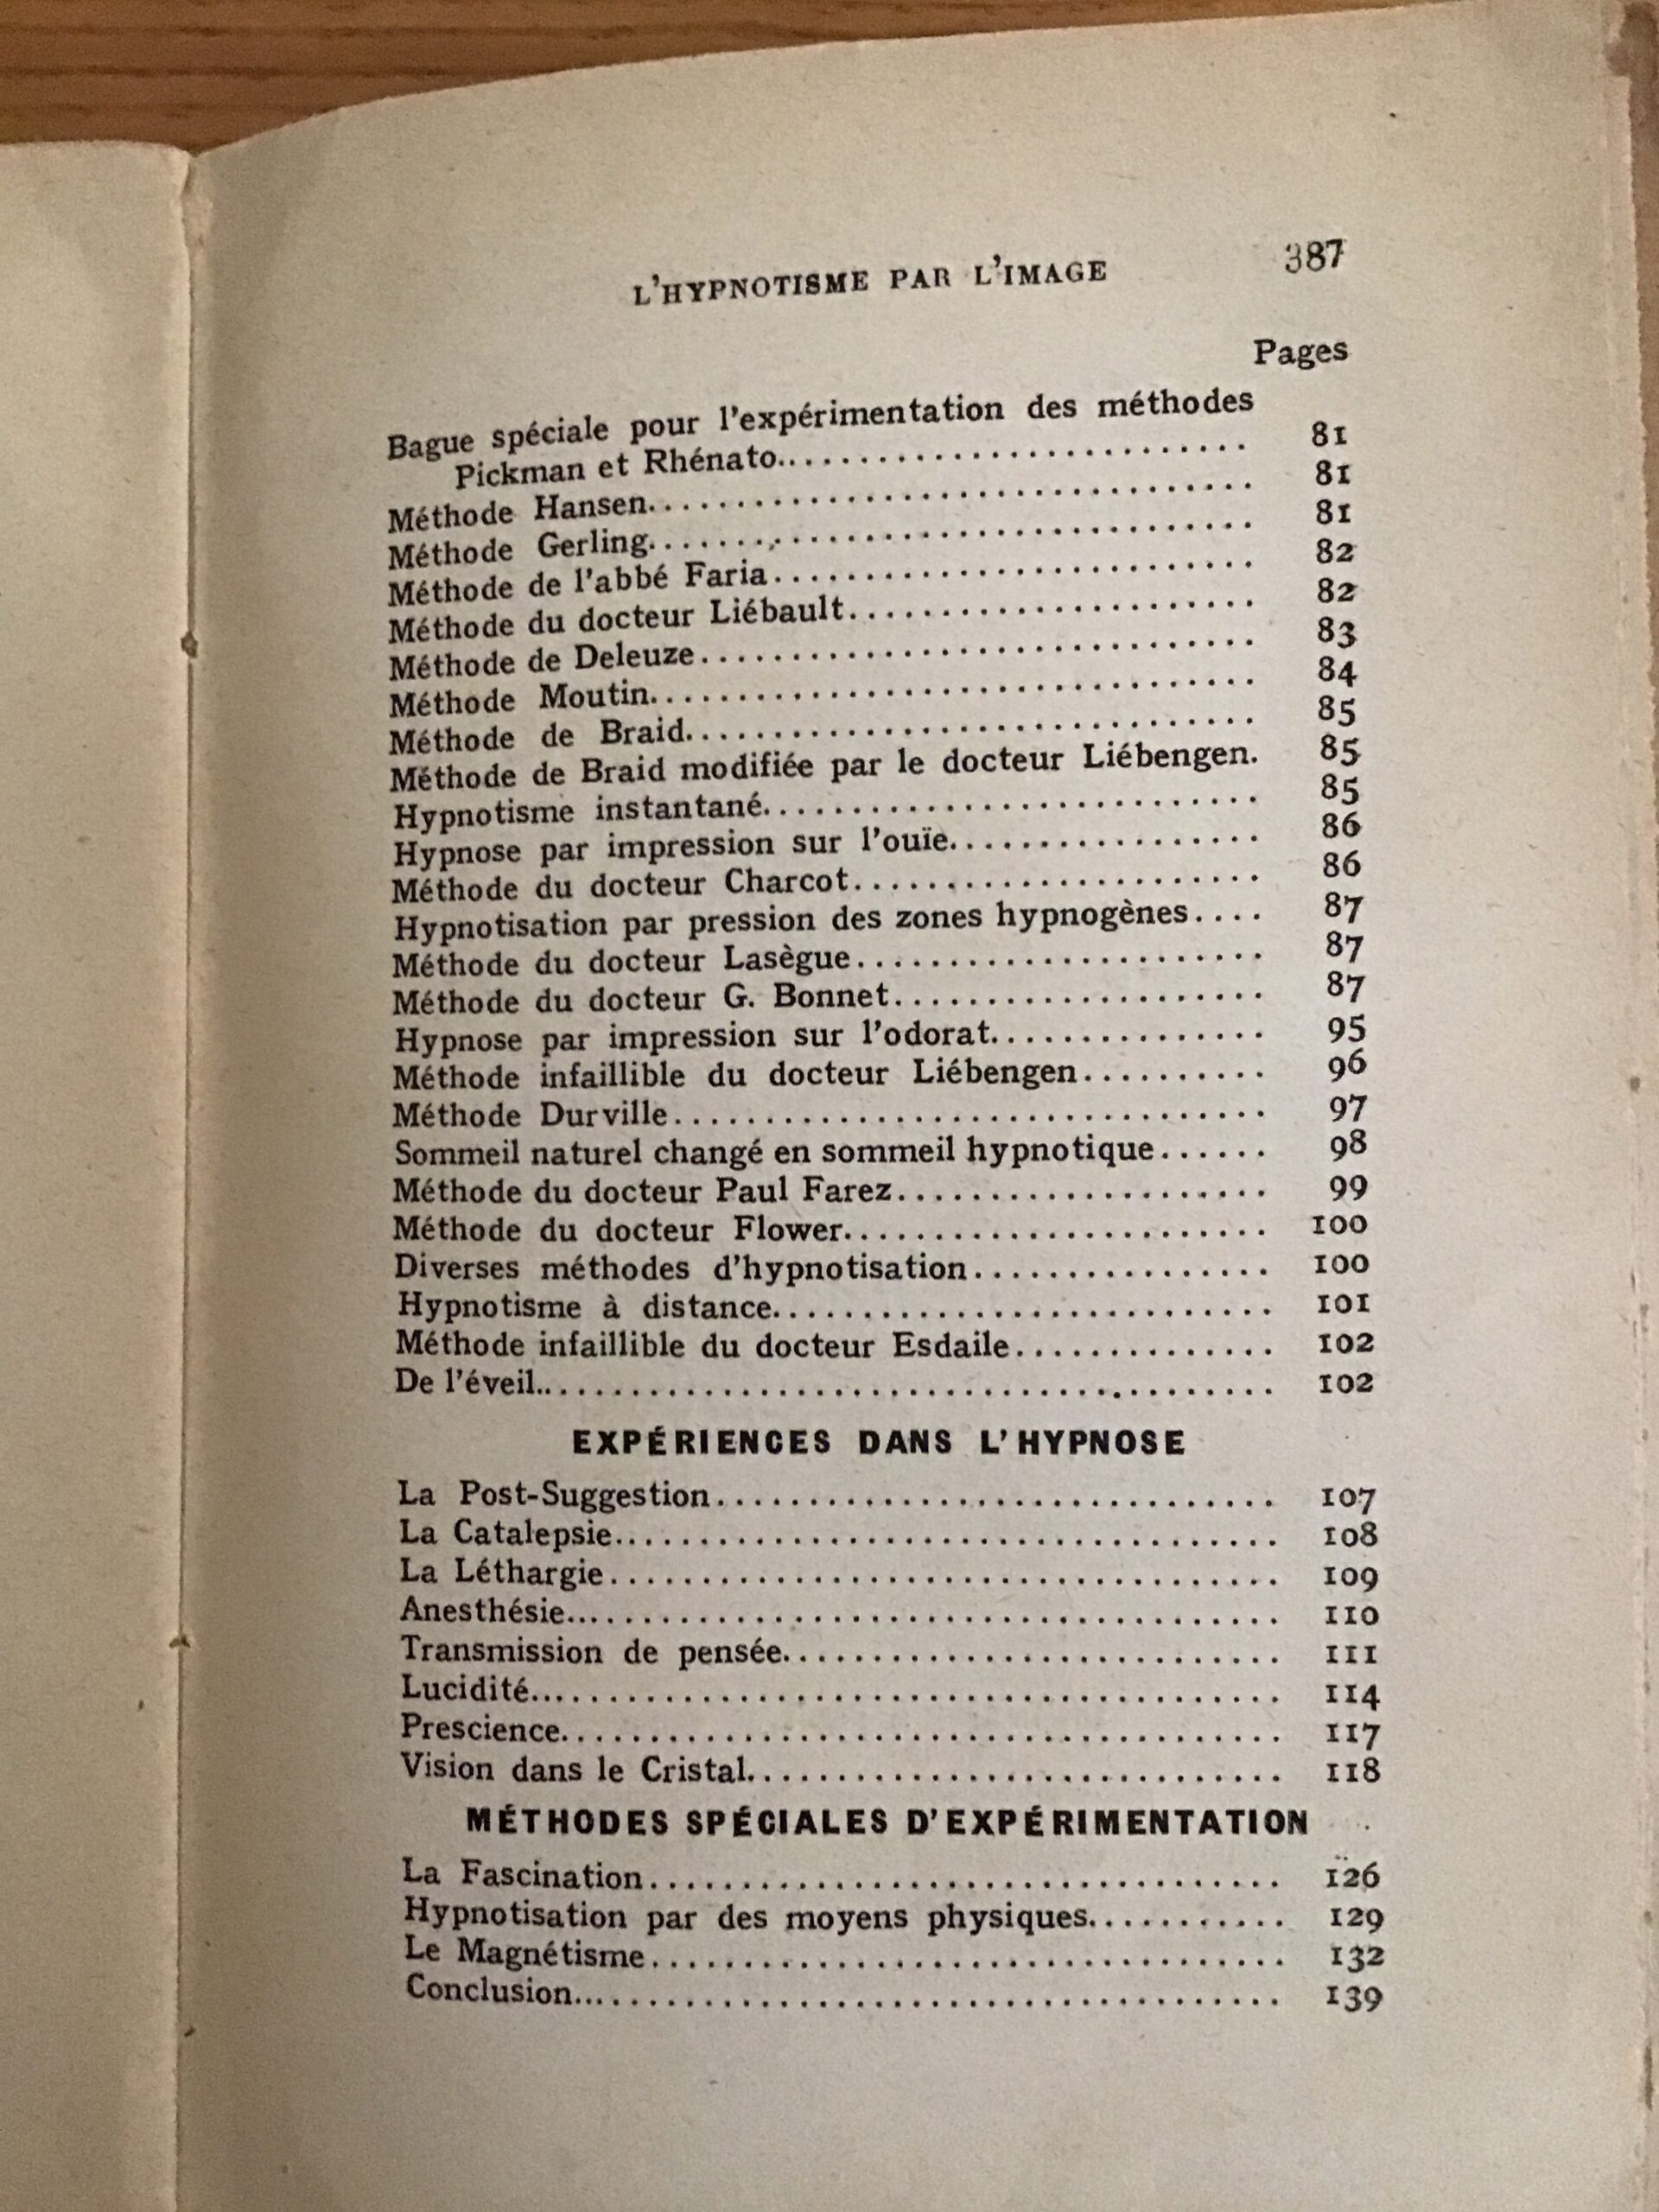 L'HYPNOTISME PAR L'IMAGE 387
Pages
Bague spéciale pour l'expérimentation des méthodes
Pickman et Rhénato............................ 81
Méthode Hansen................................. 81
Méthode Gerling................................. 81
Méthode de l'abbé Faria........................... 82
Méthode du docteur Liébault...................... 82
Méthode de Deleuze............................... 83
Méthode Moutin.................................. 84
Méthode de Braid................................ 85
Méthode de Braid modifiée par le docteur Liébengen. 85
Hypnotisme instantané........................... 85
Hypnose par impression sur l'ouïe................. 86
Méthode du docteur Charcot....................... 86
Hypnotisation par pression des zones hypnogènes.... 87
Méthode du docteur Lasègue....................... 87
Méthode du docteur G. Bonnet..................... 87
Hypnose par impression sur l'odorat............... 95
Méthode infaillible du docteur Liébengen.......... 96
Méthode Durville................................. 97
Sommeil naturel changé en sommeil hypnotique...... 98
Méthode du docteur Paul Farez..................... 99
Méthode du docteur Flower........................ 100
Diverses méthodes d'hypnotisation................. 100
Hypnotisme à distance............................ 101
Méthode infaillible du docteur Esdaile.............. 102
De l'éveil......................................... 102
EXPÉRIENCES DANS L'HYPNOSE
La Post-Suggestion............................... 107
La Catalepsie..................................... 108
La Léthargie..................................... 109
Anesthésie........................................ 110
Transmission de pensée............................ 111
Lucidité.......................................... 114
Prescience........................................ 117
Vision dans le Cristal.............................. 118
MÉTHODES SPÉCIALES D'EXPÉRIMENTATION
La Fascination................................... 126
Hypnotisation par des moyens physiques........... 129
Le Magnétisme................................... 132
Conclusion....................................... 139